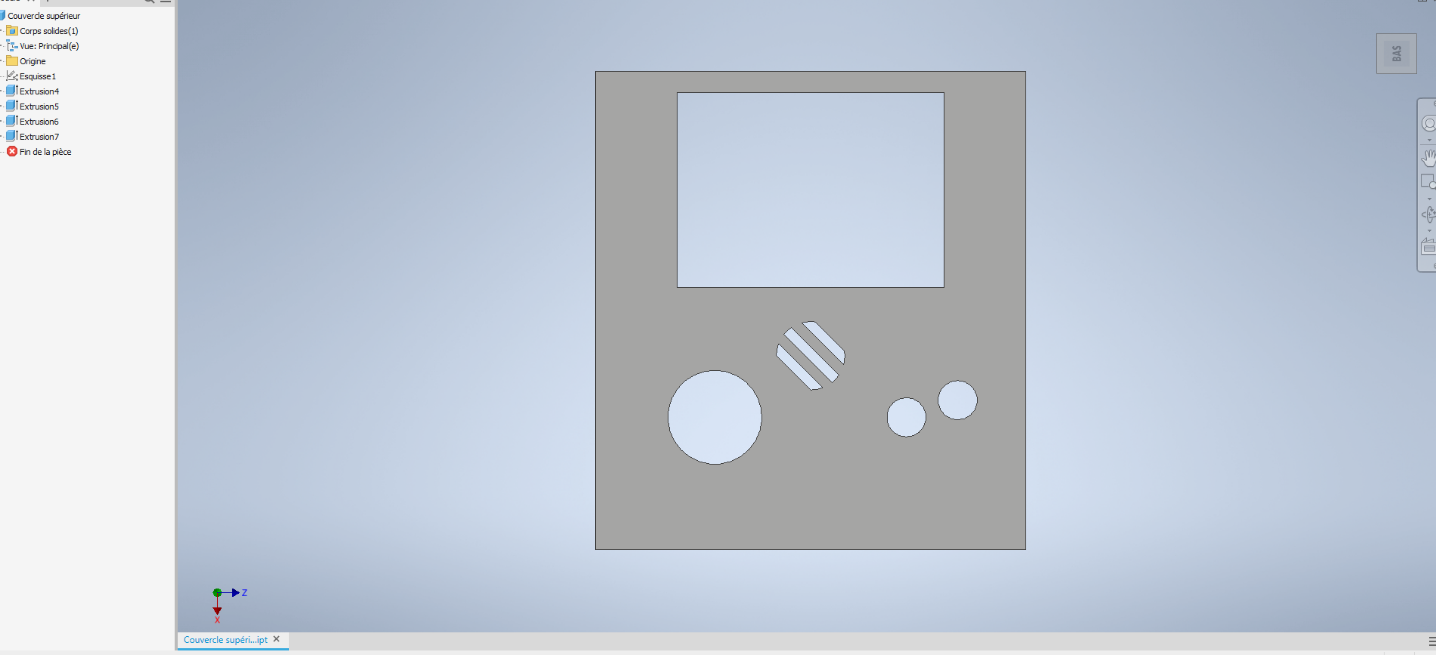 Couvercle supérieur
Corps solides(1)
Vue: Principal(e)
Origine
Esquisse1
Extrusion4
Extrusion5
Extrusion6
Extrusion7
Fin de la pièce
BAS
Z
X
Couvercle supéri...ipt